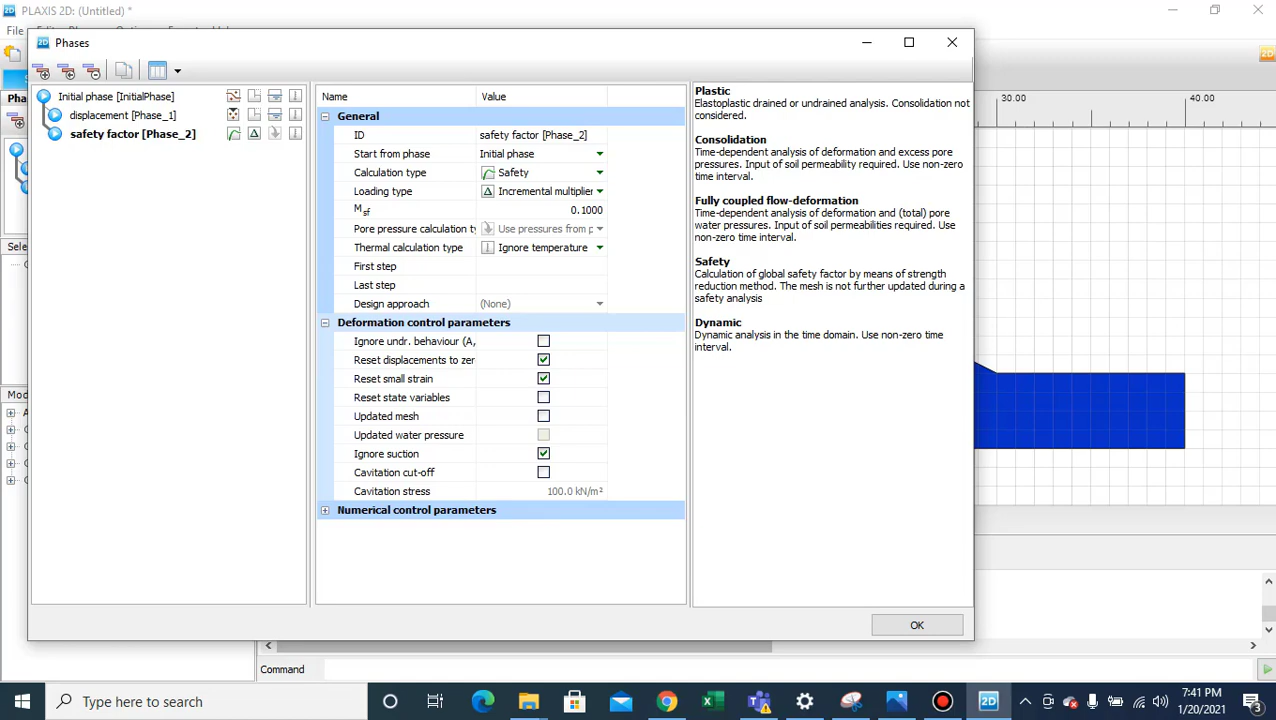 PLAXIS 2D: (Untitled) *
File
Phases
Pha
30.00
40.00
Initial phase [InitialPhase]
displacement [Phase_1]
safety factor [Phase_2]
Sele
Mod
Name
Value
General
ID
safety factor [Phase_2]
Start from phase
Initial phase
Calculation type
Safety
Loading type
Incremental multiplier
Msf
0.1000
Pore pressure calculation t
Use pressures from p
Thermal calculation type
Ignore temperature
First step
Last step
Design approach
(None)
Deformation control parameters
Ignore undr. behaviour (A,
Reset displacements to zer
Reset small strain
Reset state variables
Updated mesh
Updated water pressure
Ignore suction
Cavitation cut-off
Cavitation stress
100.0 kN/m²
Numerical control parameters
Plastic
Elastoplastic drained or undrained analysis. Consolidation not
considered.
Consolidation
Time-dependent analysis of deformation and excess pore
pressures. Input of soil permeability required. Use non-zero
time interval.
Fully coupled flow-deformation
Time-dependent analysis of deformation and (total) pore
water pressures. Input of soil permeabilities required. Use
non-zero time interval.
Safety
Calculation of global safety factor by means of strength
reduction method. The mesh is not further updated during a
safety analysis
Dynamic
Dynamic analysis in the time domain. Use non-zero time
interval.
OK
Command
Type here to search
7:41 PM
1/20/2021
3
2D